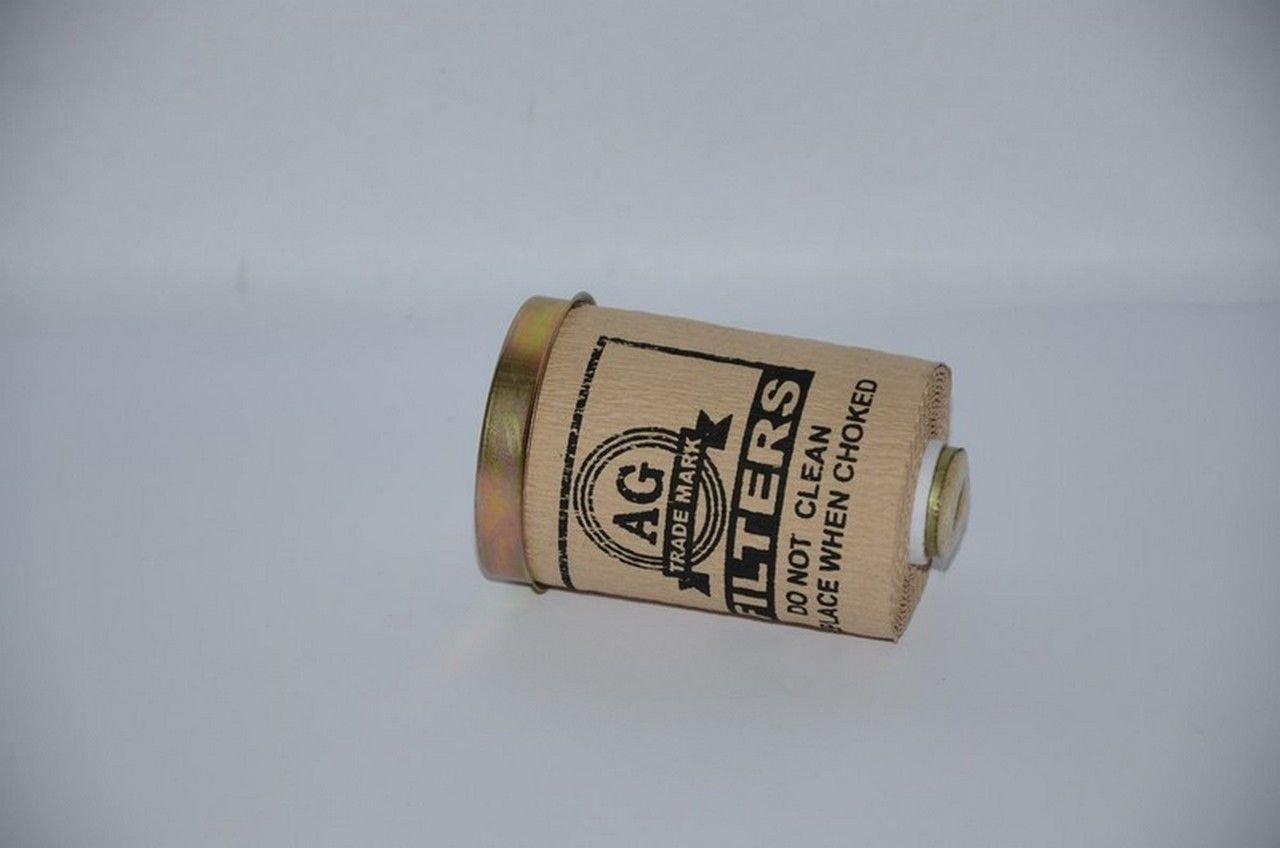 AG
TRADE MARK
FILTERS
DO NOT CLEAN
PLACE WHEN CHOKED